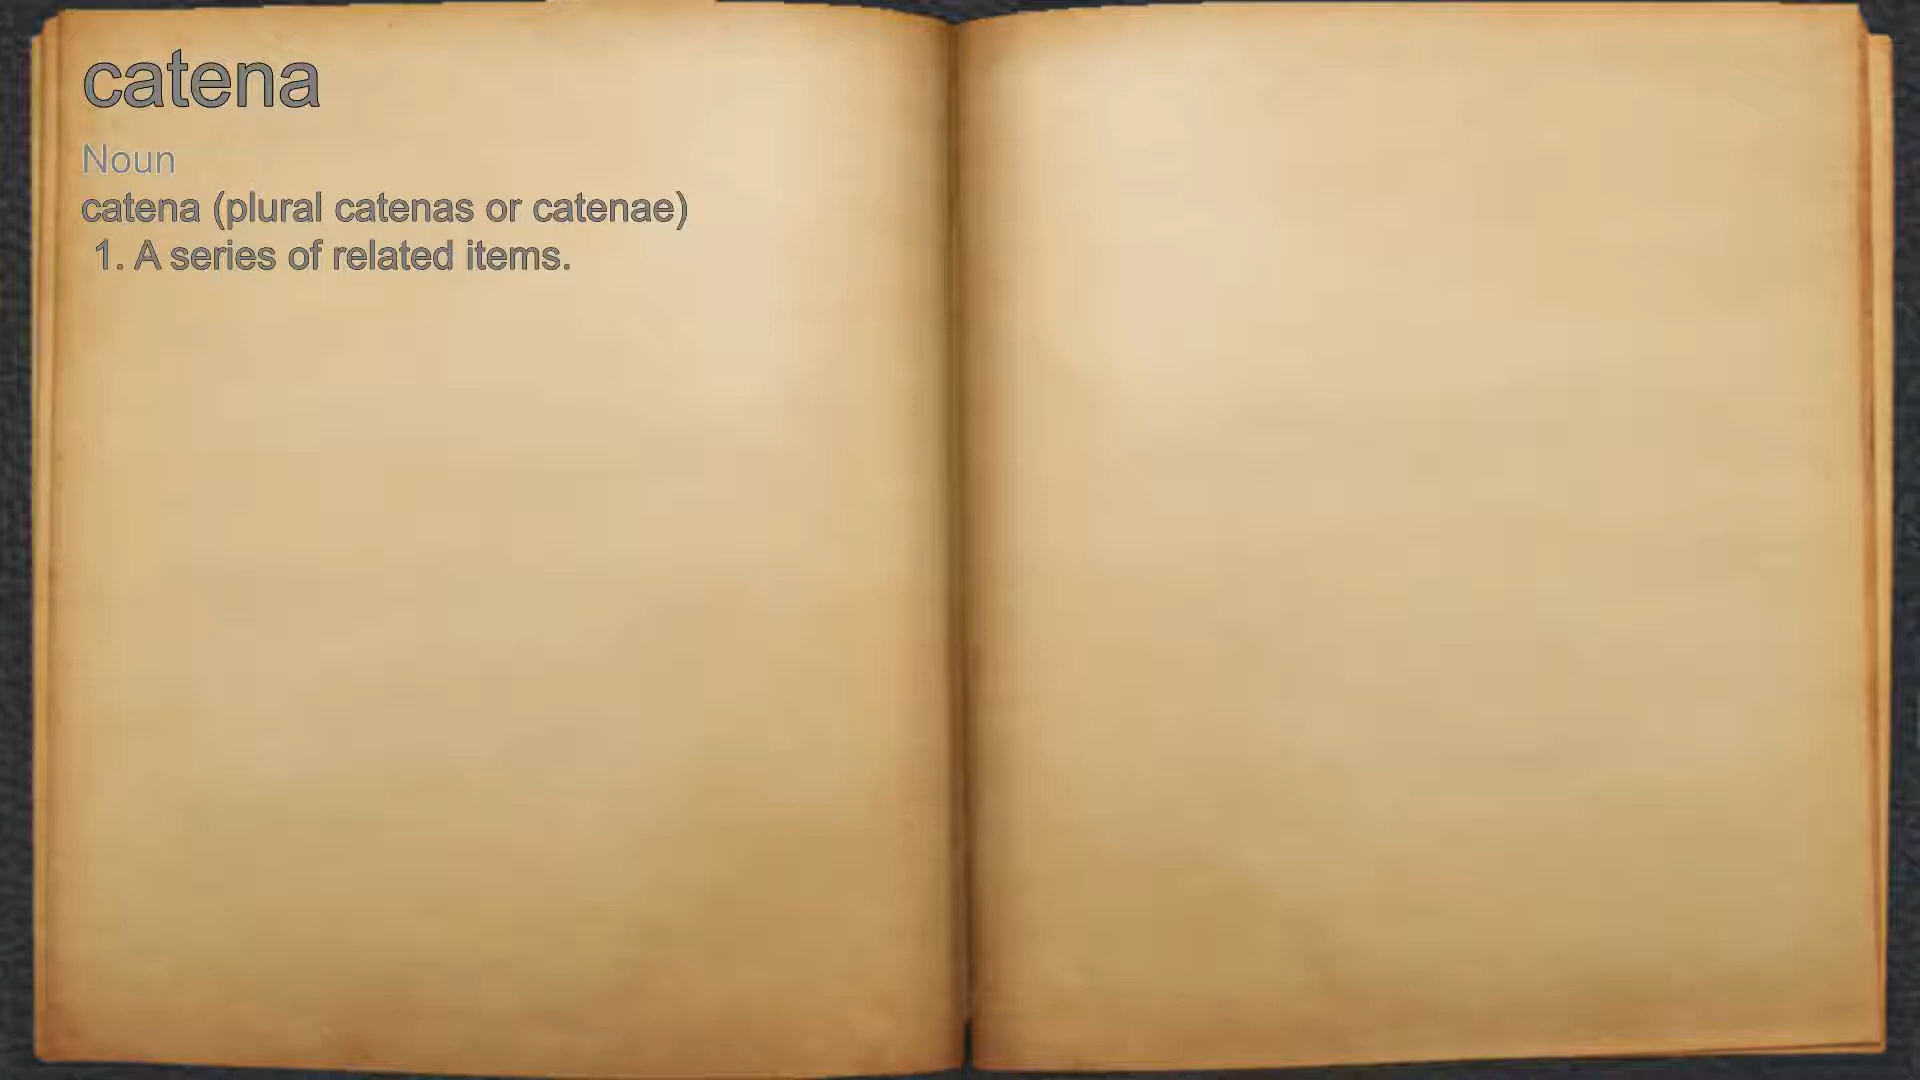 catena
Noun
catena (plural catenas or catenae)
1. A series of related items.